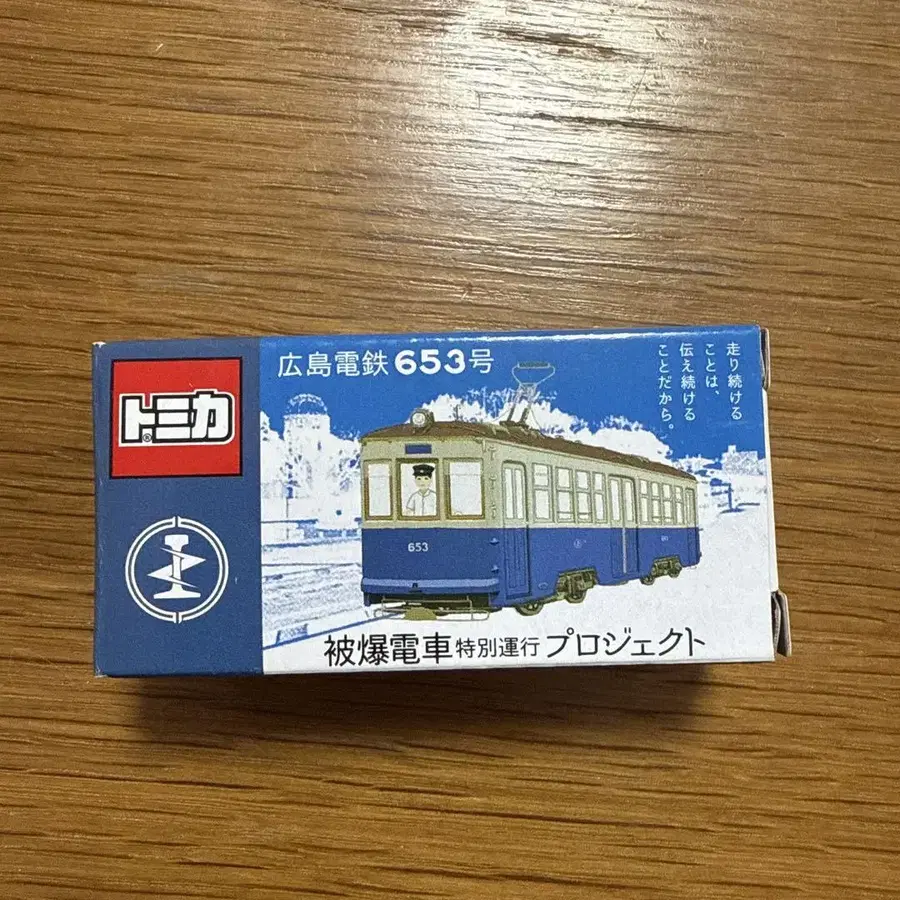 トミカ®
広島電鉄653号
走り続ける
ことは、
伝え続ける
ことだから。
653
被爆電車 特別運行 プロジェクト